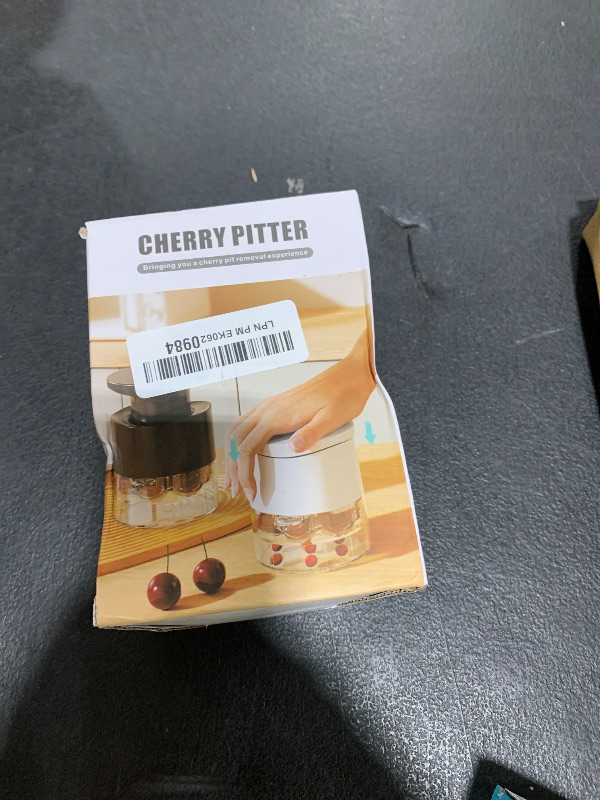 CHERRY PITTER
Bringing you a cherry pit removal experience
LPN PM EK0620984